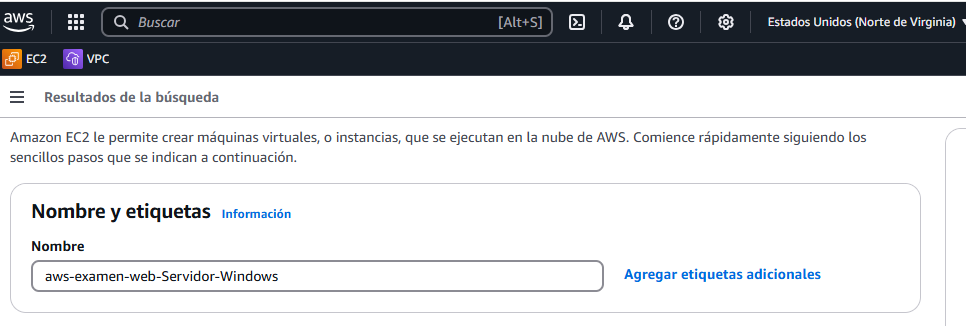 aws
Buscar
[Alt+S]
Estados Unidos (Norte de Virginia)
EC2
VPC
Resultados de la búsqueda
Amazon EC2 le permite crear máquinas virtuales, o instancias, que se ejecutan en la nube de AWS. Comience rápidamente siguiendo los
sencillos pasos que se indican a continuación.
Nombre y etiquetas Información
Nombre
aws-examen-web-Servidor-Windows
Agregar etiquetas adicionales